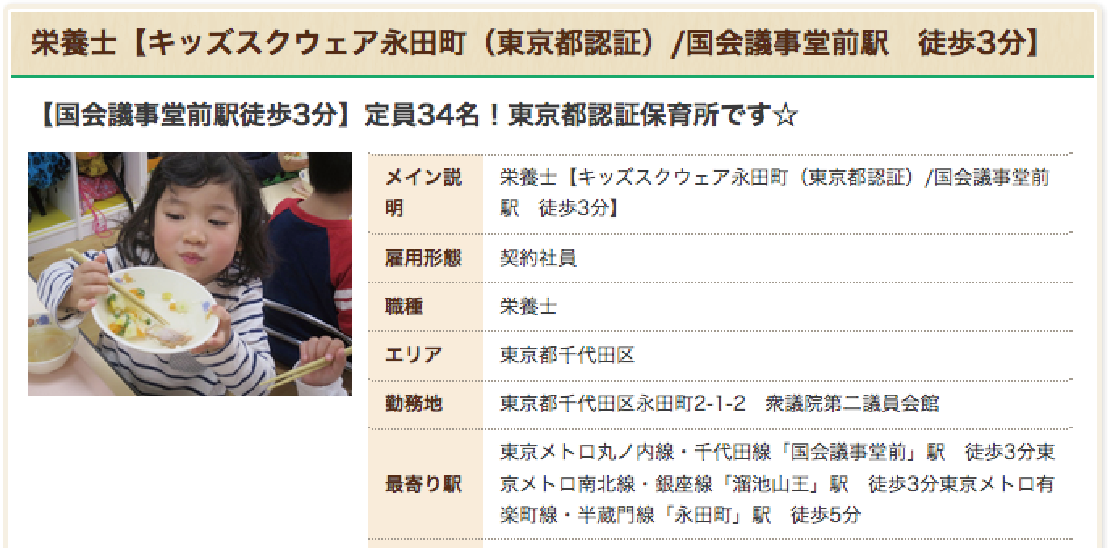 栄養士【キッズスクウェア永田町（東京都認証）/国会議事堂前駅　徒歩3分】
【国会議事堂前駅徒歩3分】定員34名！東京都認証保育所です☆
メイン説
明
栄養士【キッズスクウェア永田町（東京都認証）/国会議事堂前
駅　徒歩3分】
雇用形態
契約社員
職種
栄養士
エリア
東京都千代田区
勤務地
東京都千代田区永田町2-1-2　衆議院第二議員会館
最寄り駅
東京メトロ丸ノ内線・千代田線「国会議事堂前」駅　徒歩3分東
京メトロ南北線・銀座線「溜池山王」駅　徒歩3分東京メトロ有
楽町線・半蔵門線「永田町」駅　徒歩5分